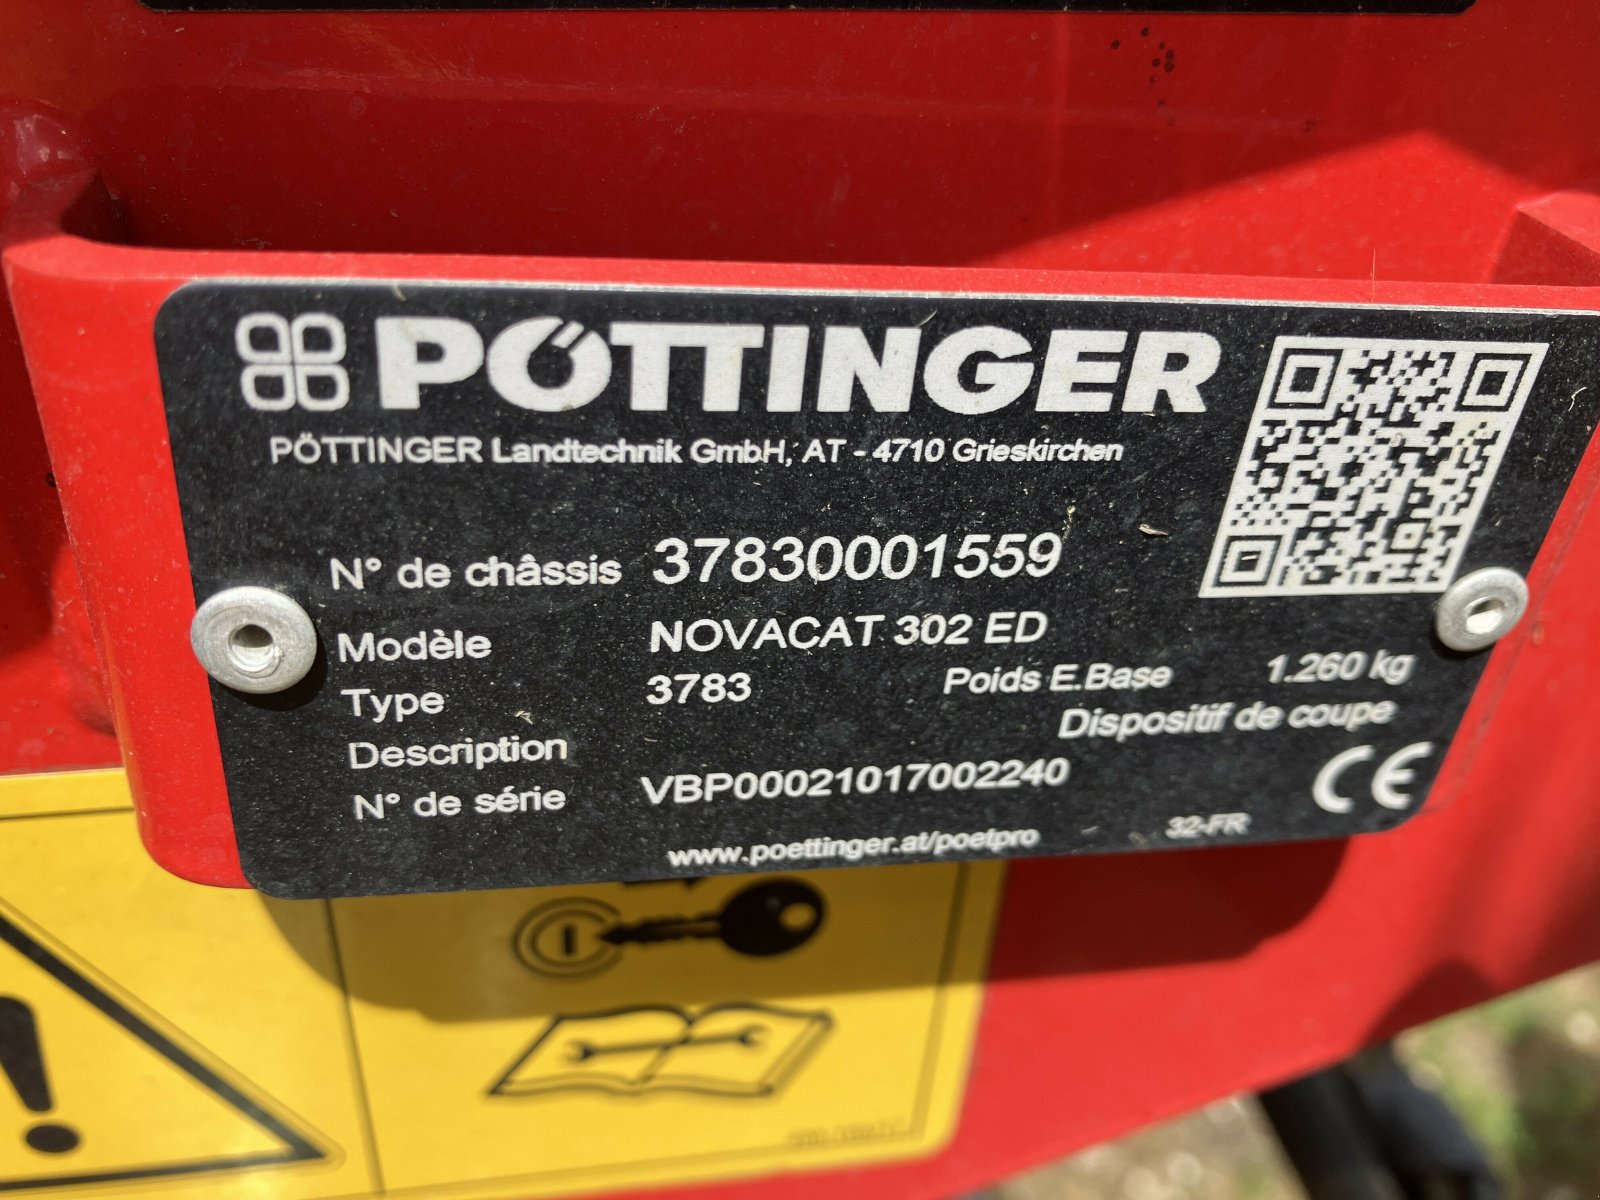 PÖTTINGER
PÖTTINGER Landtechnik GmbH, AT - 4710 Grieskirchen
N° de châssis 37830001559
Modèle NOVACAT 302 ED
Type 3783 Poids E.Base 1.260 kg
Description Dispositif de coupe
N° de série VBP00021017002240
CE
www.poettinger.at/poetpro 32-FR